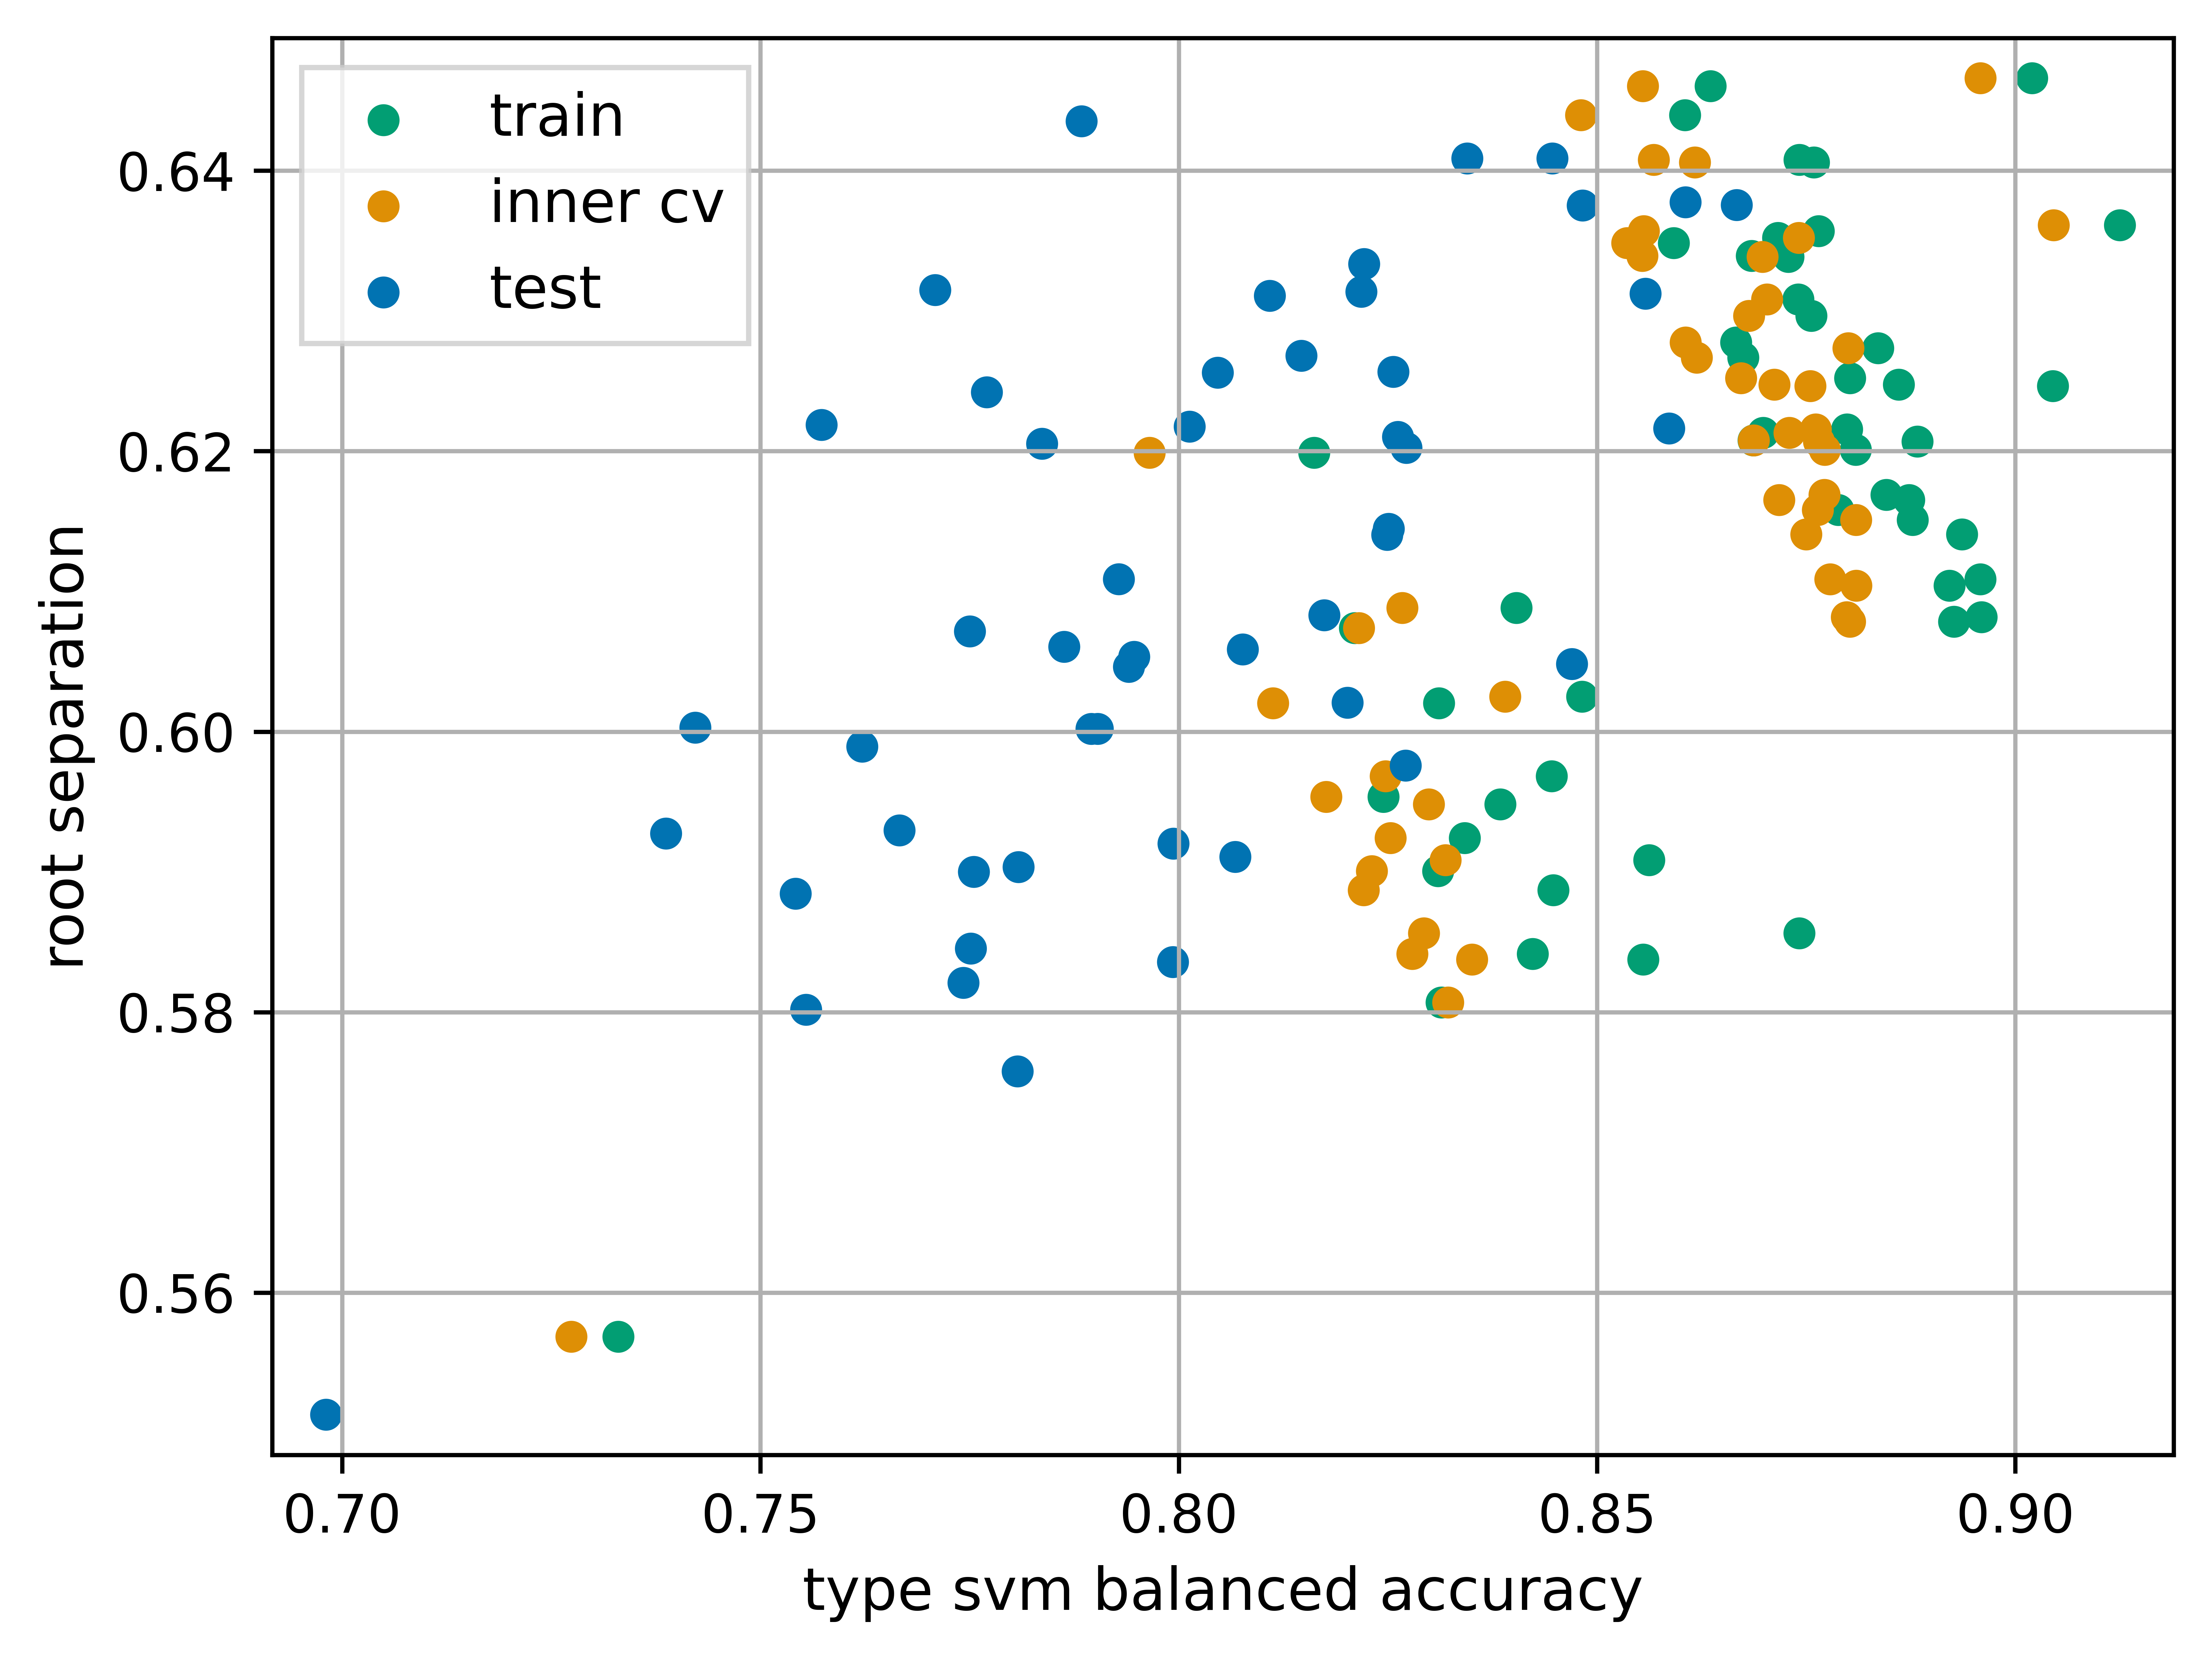 train
inner cv
test
0.64
0.62
0.60
0.58
0.56
root separation
0.70 0.75 0.80 0.85 0.90
type svm balanced accuracy